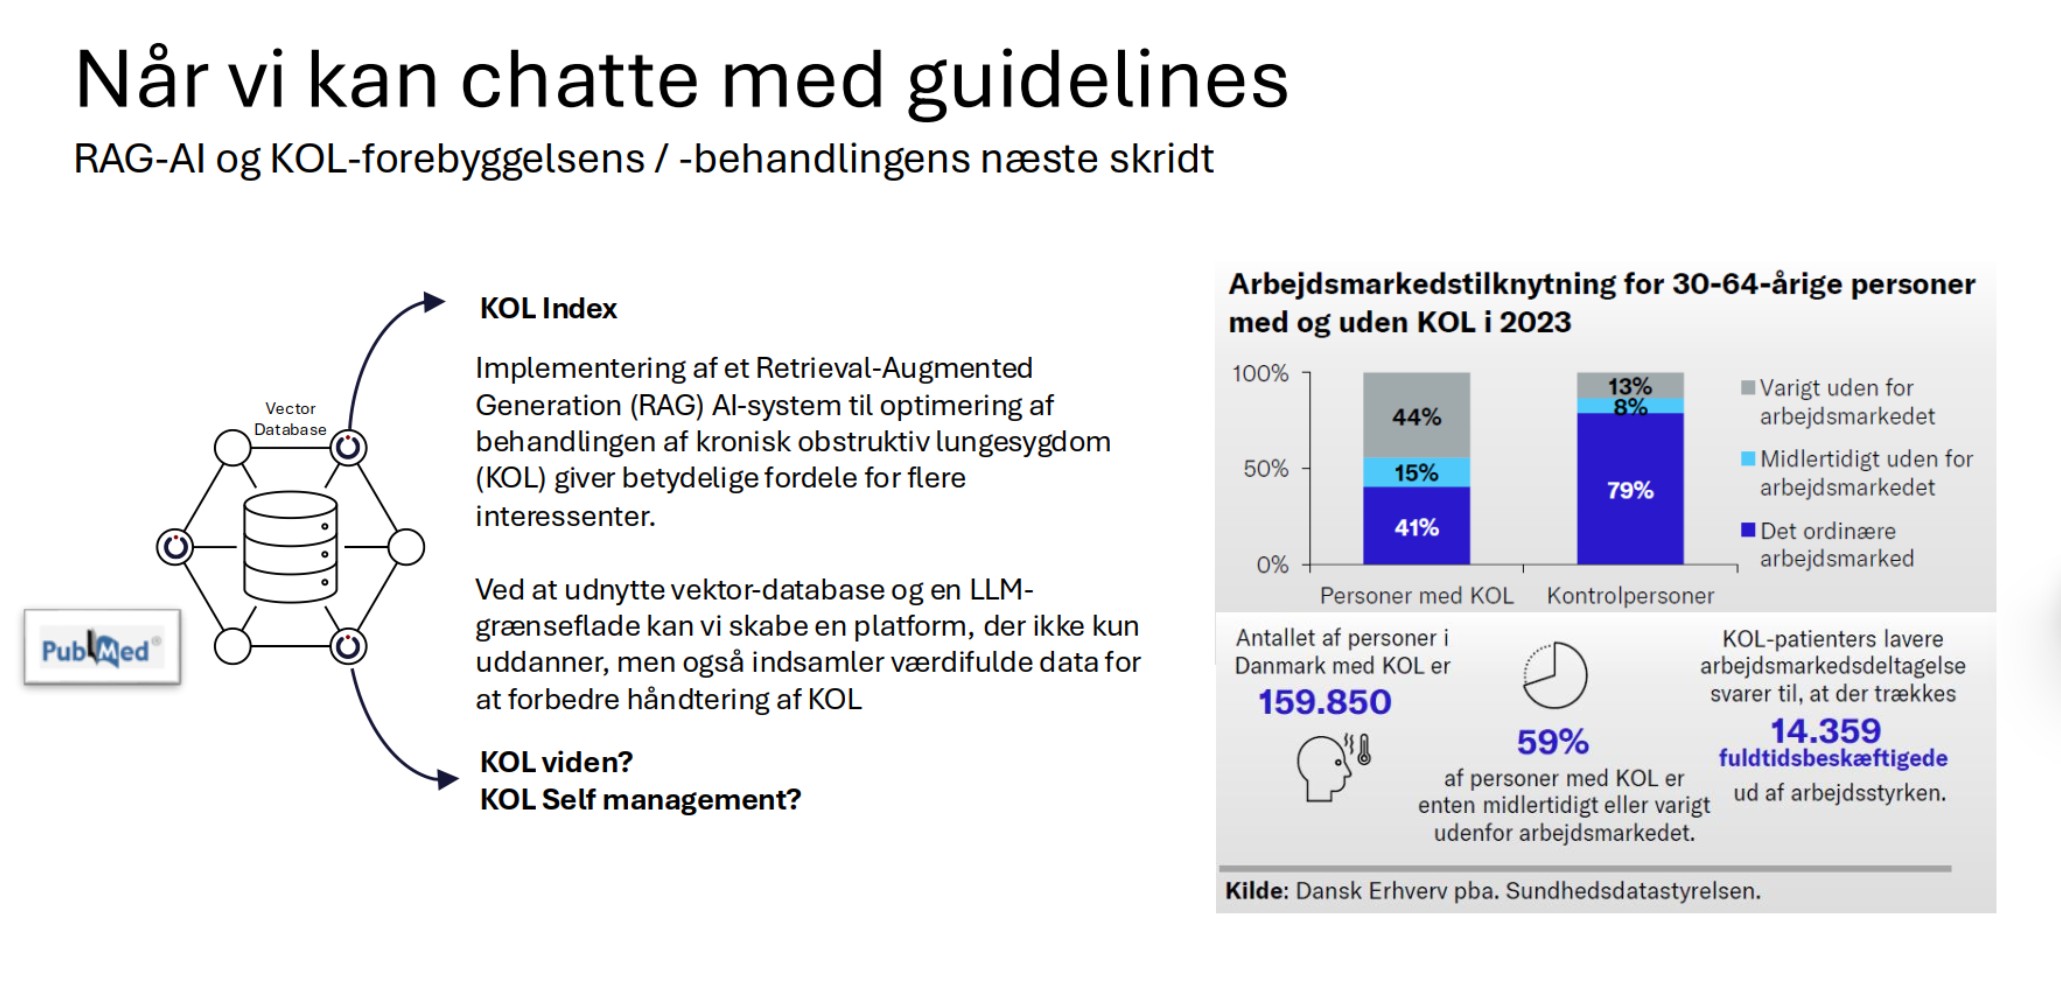 Når vi kan chatte med guidelines
RAG-AI og KOL-forebyggelsens / -behandlingens næste skridt
Vector
Database
PubMed®
KOL Index
Implementering af et Retrieval-Augmented
Generation (RAG) AI-system til optimering af
behandlingen af kronisk obstruktiv lungesygdom
(KOL) giver betydelige fordele for flere
interessenter.
Ved at udnytte vektor-database og en LLM-
grænseflade kan vi skabe en platform, der ikke kun
uddanner, men også indsamler værdifulde data for
at forbedre håndtering af KOL
KOL viden?
KOL Self management?
Arbejdsmarkedstilknytning for 30-64-årige personer
med og uden KOL i 2023
100%
50%
0%
44%
15%
41%
13%
8%
79%
Personer med KOL
Kontrolpersoner
Varigt uden for
arbejdsmarkedet
Midlertidigt uden for
arbejdsmarkedet
Det ordinære
arbejdsmarked
Antallet af personer i
Danmark med KOL er
159.850
59%
af personer med KOL er
enten midlertidigt eller varigt
udenfor arbejdsmarkedet.
KOL-patienters lavere
arbejdsmarkedsdeltagelse
svarer til, at der trækkes
14.359
fuldtidsbeskæftigede
ud af arbejdsstyrken.
Kilde: Dansk Erhverv pba. Sundhedsdatastyrelsen.